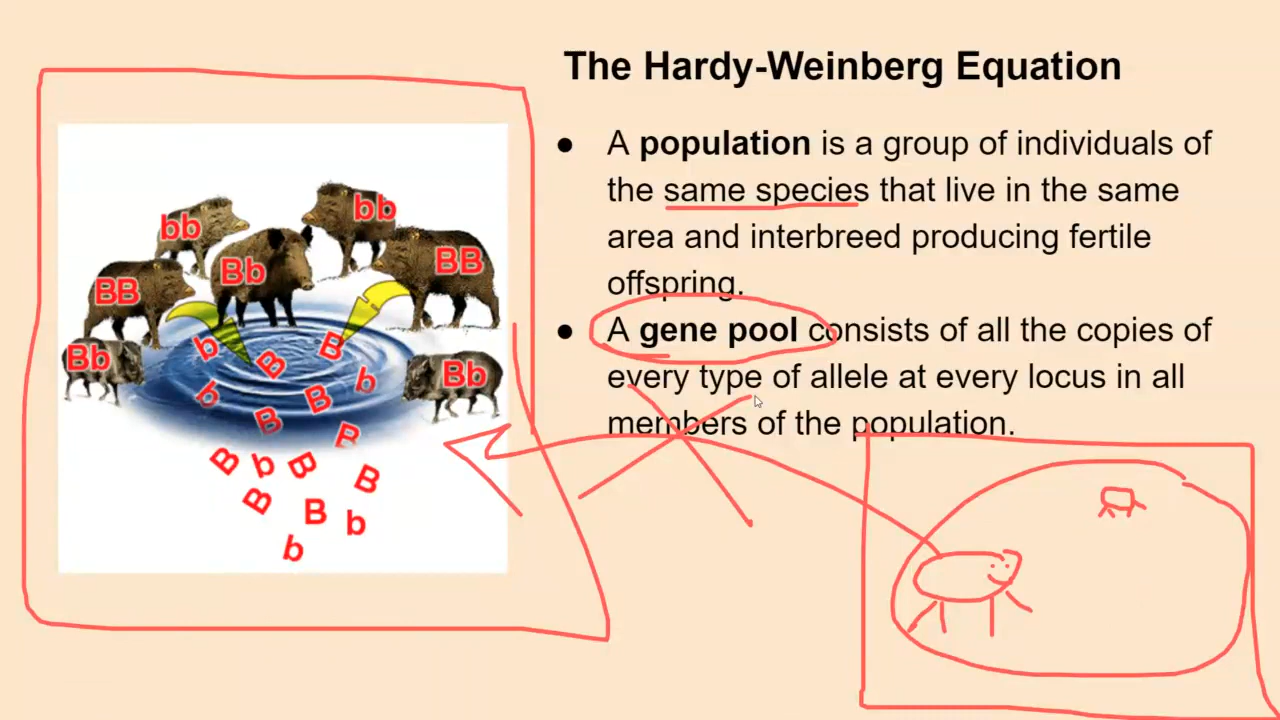 The Hardy-Weinberg Equation
● A population is a group of individuals of
the same species that live in the same
area and interbreed producing fertile
offspring.
● A gene pool consists of all the copies of
every type of allele at every locus in all
members of the population.
bb
bb
Bb
BB
BB
Bb
Bb
b
B
B
b
b
B
B
B
B
b
B
B
B
B
b
b